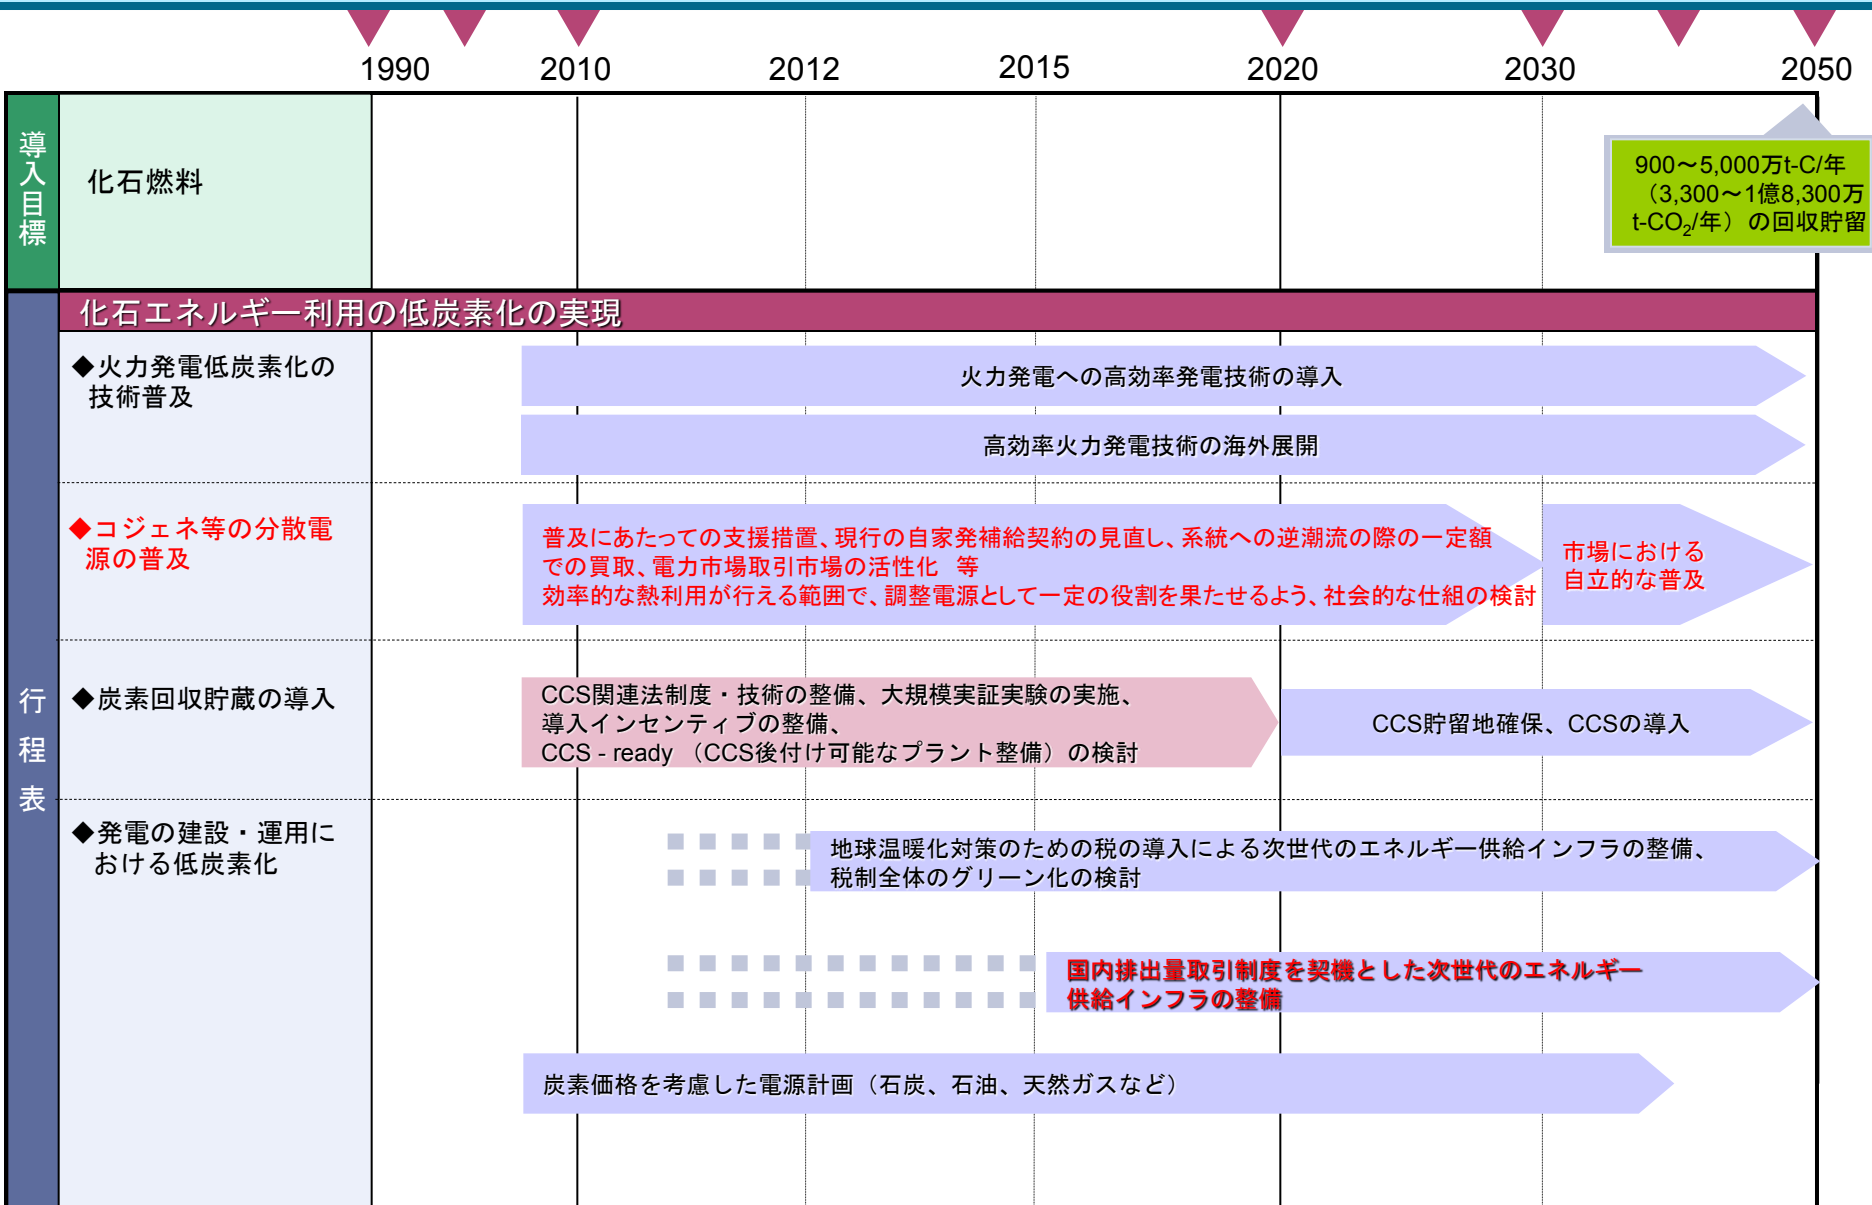 1990 2010 2012 2015 2020 2030 2050
導入目標
化石燃料
900～5,000万t-C/年
（3,300～1億8,300万
t-CO₂/年）の回収貯留
行程表
化石エネルギー利用の低炭素化の実現
◆火力発電低炭素化の
技術普及
火力発電への高効率発電技術の導入
高効率火力発電技術の海外展開
◆コジェネ等の分散電
源の普及
普及にあたっての支援措置、現行の自家発補給契約の見直し、系統への逆潮流の際の一定額
での買取、電力市場取引市場の活性化　等
効率的な熱利用が行える範囲で、調整電源として一定の役割を果たせるよう、社会的な仕組の検討
市場における
自立的な普及
◆炭素回収貯蔵の導入
CCS関連法制度・技術の整備、大規模実証実験の実施、
導入インセンティブの整備、
CCS - ready （CCS後付け可能なプラント整備）の検討
CCS貯留地確保、CCSの導入
◆発電の建設・運用に
おける低炭素化
地球温暖化対策のための税の導入による次世代のエネルギー供給インフラの整備、
税制全体のグリーン化の検討
国内排出量取引制度を契機とした次世代のエネルギー
供給インフラの整備
炭素価格を考慮した電源計画（石炭、石油、天然ガスなど）